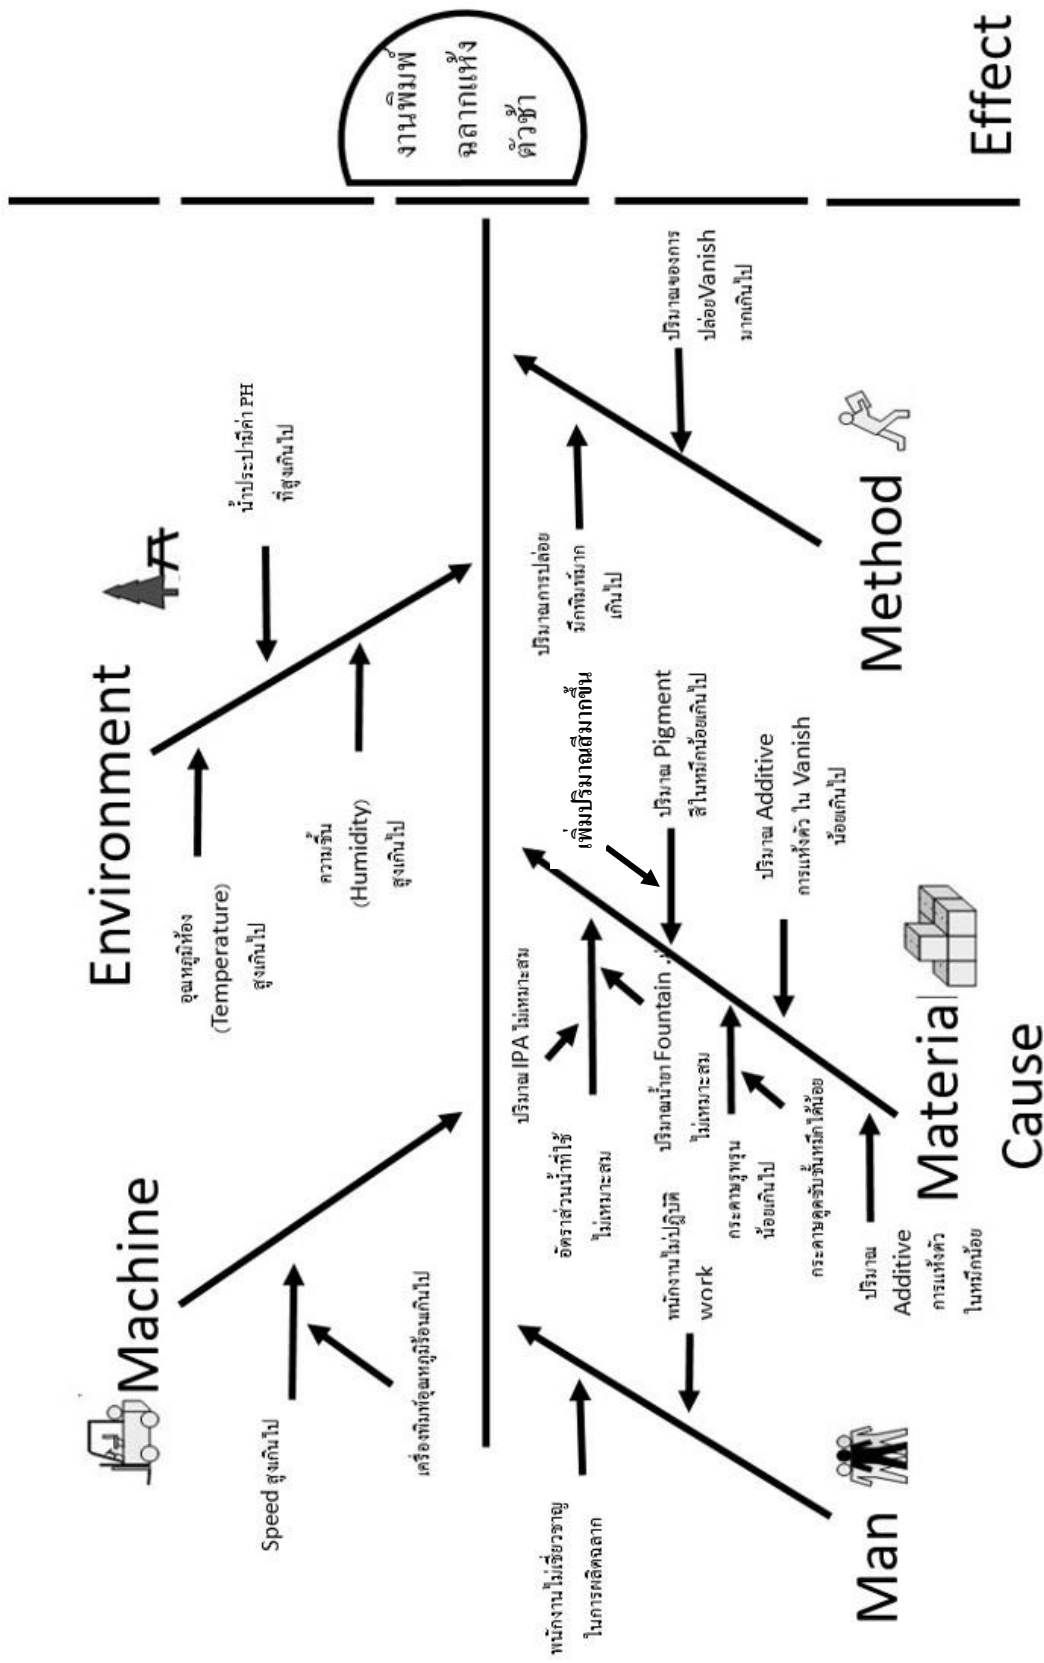 Machine
Speed สูงเกินไป
เครื่องพิมพ์อุณหภูมิร้อนเกินไป
Environment
อุณหภูมิห้อง
(Temperature)
สูงเกินไป
ความชื้น
(Humidity)
สูงเกินไป
น้ำประปามีค่า PH
ที่สูงเกินไป
งานพิมพ์
ฉลากแห้ง
ตัวช้า
Man
พนักงานไม่เชี่ยวชาญ
ในการผลิตฉลาก
พนักงานไม่ปฏิบัติ
work
Material
ปริมาณ IPA ไม่เหมาะสม
อัตราส่วนน้ำที่ใช้
ไม่เหมาะสม
ปริมาณน้ำยา Fountain
ไม่เหมาะสม
เพิ่มปริมาณสีมากขึ้น
ปริมาณ Pigment
สีในหมึกน้อยเกินไป
กระดาษรูพรุน
น้อยเกินไป
กระดาษดูดซับชั้นหมึกได้น้อย
ปริมาณ Additive
การแห้งตัว ใน Vanish
น้อยเกินไป
ปริมาณ
Additive
การแห้งตัว
ในหมึกน้อย
Method
ปริมาณการปล่อย
มึกพิมพ์มาก
เกินไป
ปริมาณของการ
ปล่อยVanish
มากเกินไป
Cause
Effect